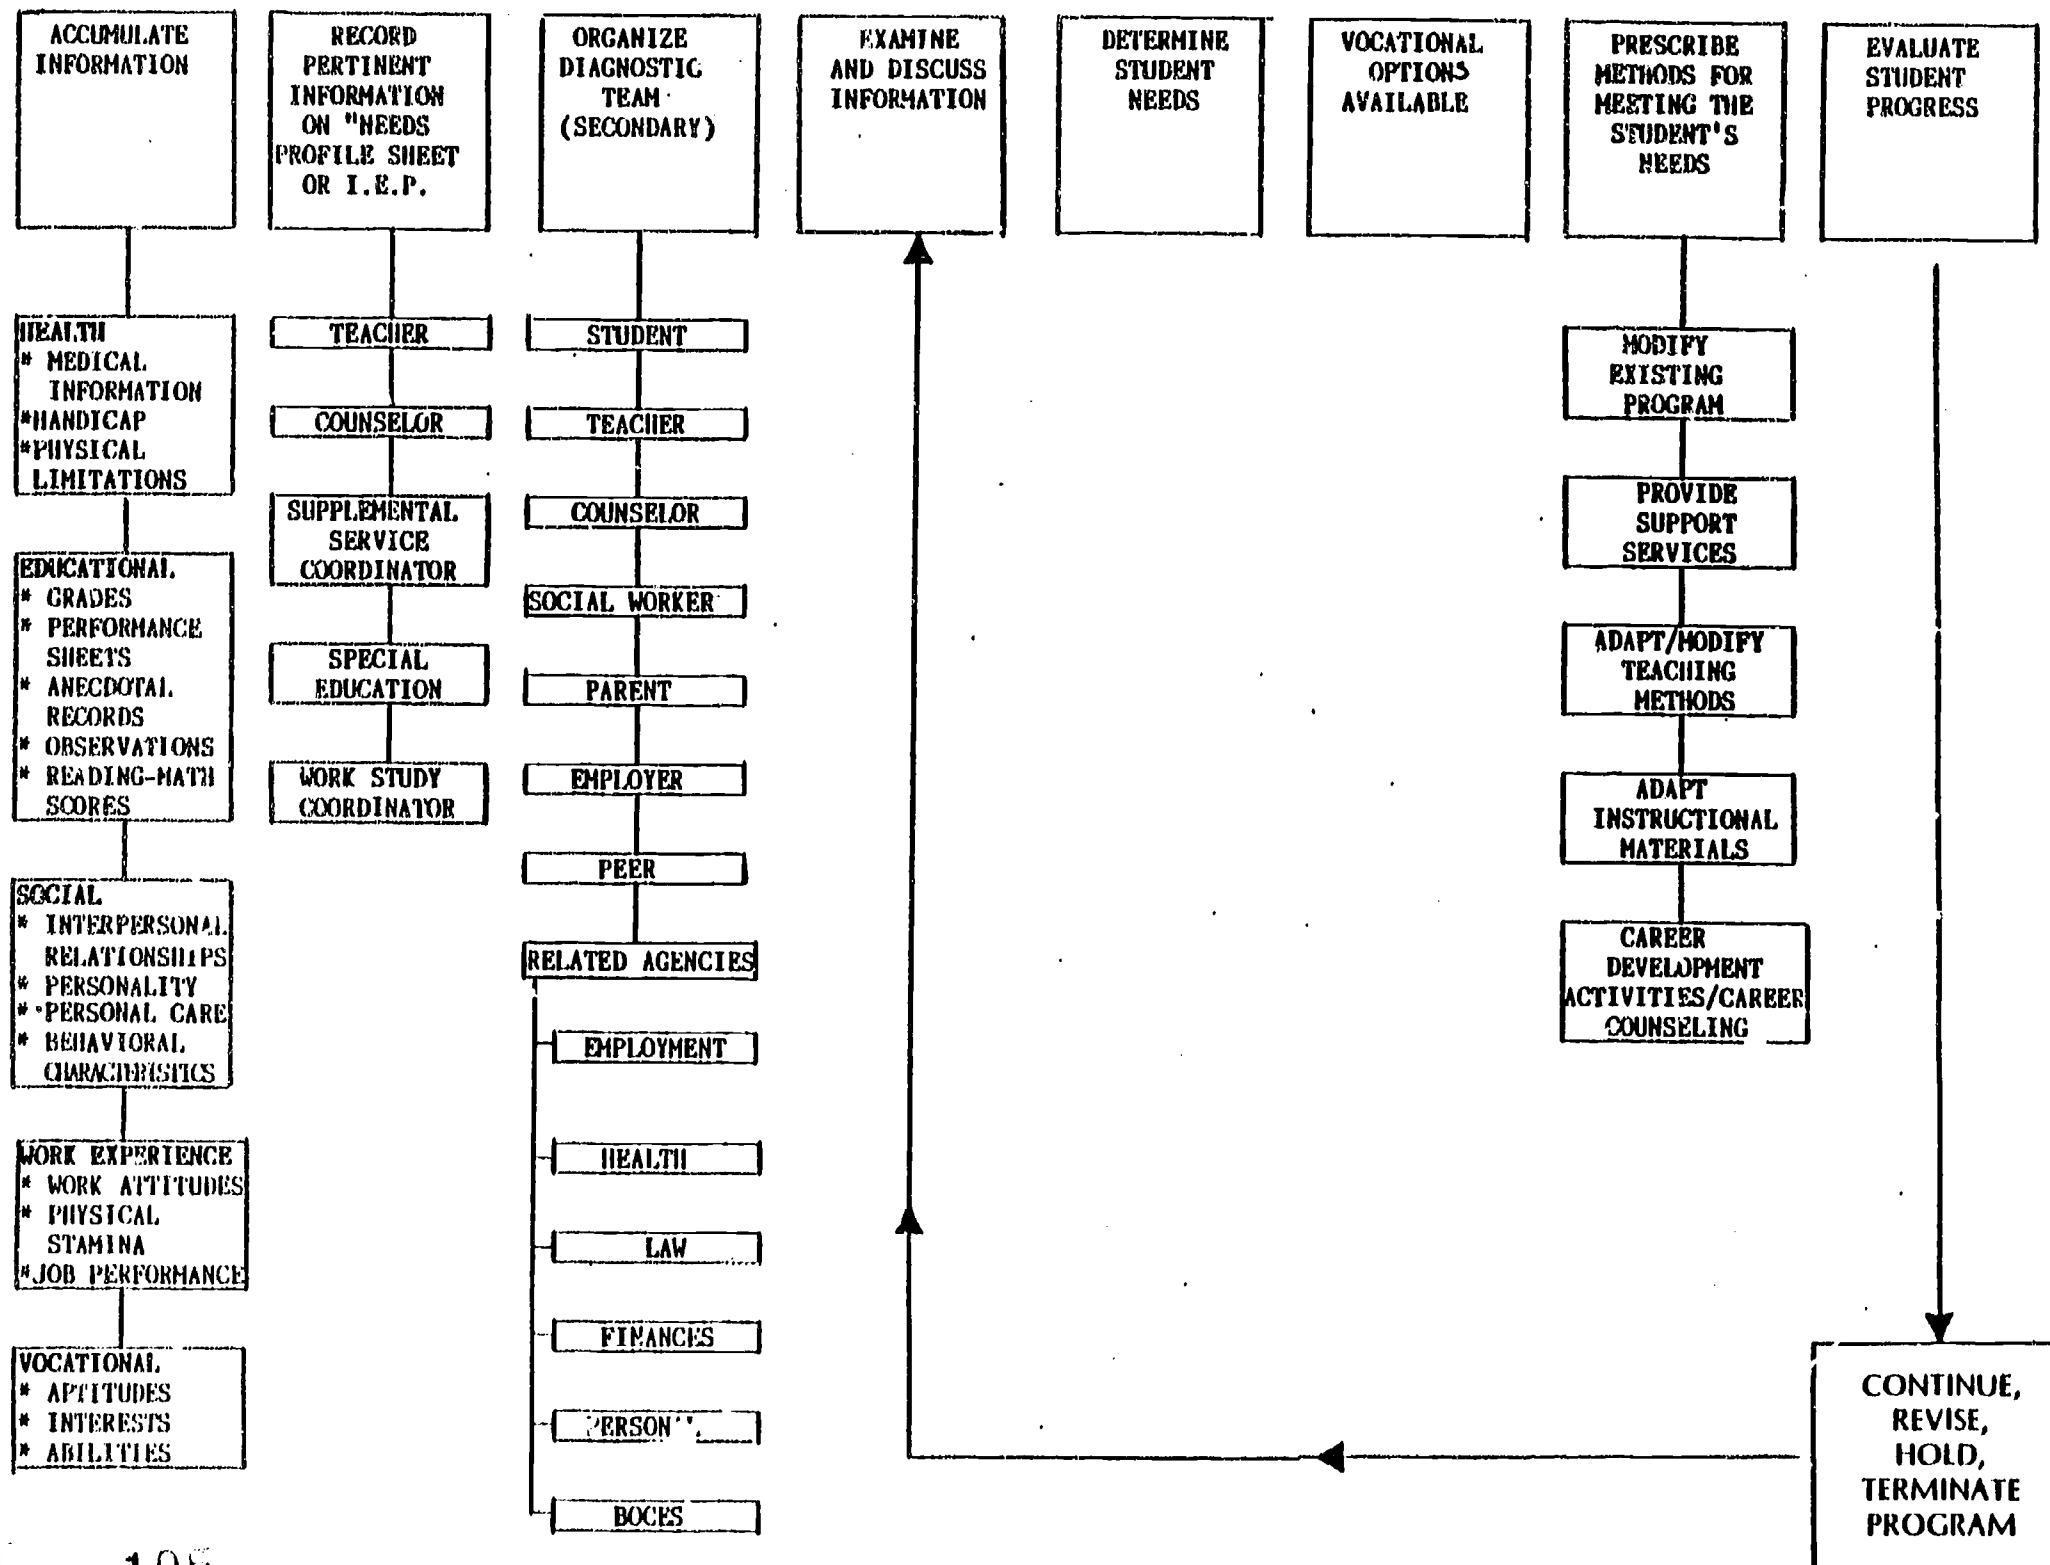 ACCUMULATE
INFORMATION
RECORD
PERTINENT
INFORMATION
ON "NEEDS
PROFILE SHEET
OR I.E.P.
ORGANIZE
DIAGNOSTIC
TEAM
(SECONDARY)
EXAMINE
AND DISCUSS
INFORMATION
DETERMINE
STUDENT
NEEDS
VOCATIONAL
OPTIONS
AVAILABLE
PRESCRIBE
METHODS FOR
MEETING THE
STUDENT'S
NEEDS
EVALUATE
STUDENT
PROGRESS
HEALTH
* MEDICAL
INFORMATION
*HANDICAP
*PHYSICAL
LIMITATIONS
EDUCATIONAL
* GRADES
* PERFORMANCE
SHEETS
* ANECDOTAL
RECORDS
* OBSERVATIONS
* READING-MATH
SCORES
SOCIAL
* INTERPERSONAL
RELATIONSHIPS
* PERSONALITY
* PERSONAL CARE
* BEHAVIORAL
CHARACTERISTICS
WORK EXPERIENCE
* WORK ATTITUDES
* PHYSICAL
STAMINA
*JOB PERFORMANCE
VOCATIONAL
* APTITUDES
* INTERESTS
* ABILITIES
TEACHER
COUNSELOR
SUPPLEMENTAL
SERVICE
COORDINATOR
SPECIAL
EDUCATION
WORK STUDY
COORDINATOR
STUDENT
TEACHER
COUNSELOR
SOCIAL WORKER
PARENT
EMPLOYER
PEER
RELATED AGENCIES
EMPLOYMENT
HEALTH
LAW
FINANCES
BOCES
MODIFY
EXISTING
PROGRAM
PROVIDE
SUPPORT
SERVICES
ADAPT/MODIFY
TEACHING
METHODS
ADAPT
INSTRUCTIONAL
MATERIALS
CAREER
DEVELOPMENT
ACTIVITIES/CAREER
COUNSELING
CONTINUE,
REVISE,
HOLD,
TERMINATE
PROGRAM